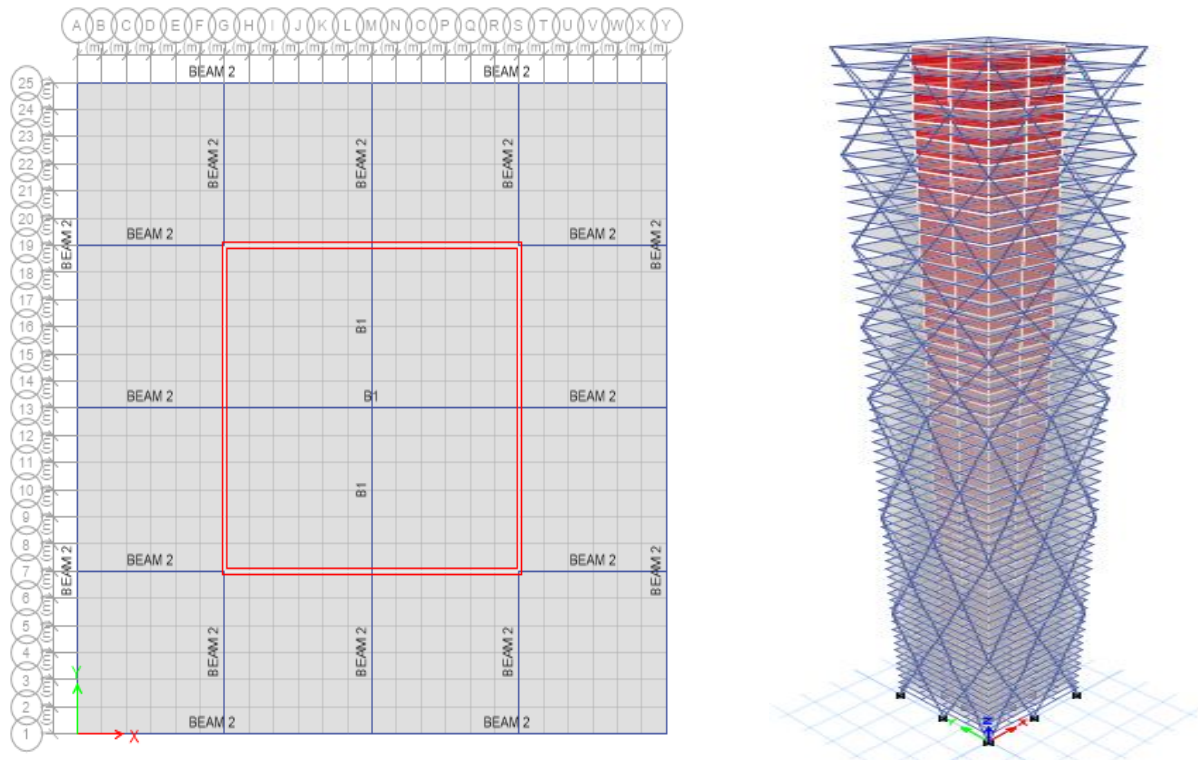 A B C D E F G H I J K L M N O P Q R S T U V W X Y
BEAM 2 BEAM 2
25
24
23
BEAM 2 BEAM 2 BEAM 2
22
21
20
BEAM 2 BEAM 2 BEAM 2 BEAM 2
19
18
17
16 B1
15
14
BEAM 2 B1 BEAM 2
13
12
11
10 B1
9
8
BEAM 2 BEAM 2 BEAM 2 BEAM 2
7
6
5
BEAM 2 BEAM 2 BEAM 2
4
3
Y
2
BEAM 2 BEAM 2
1
X
Z
X